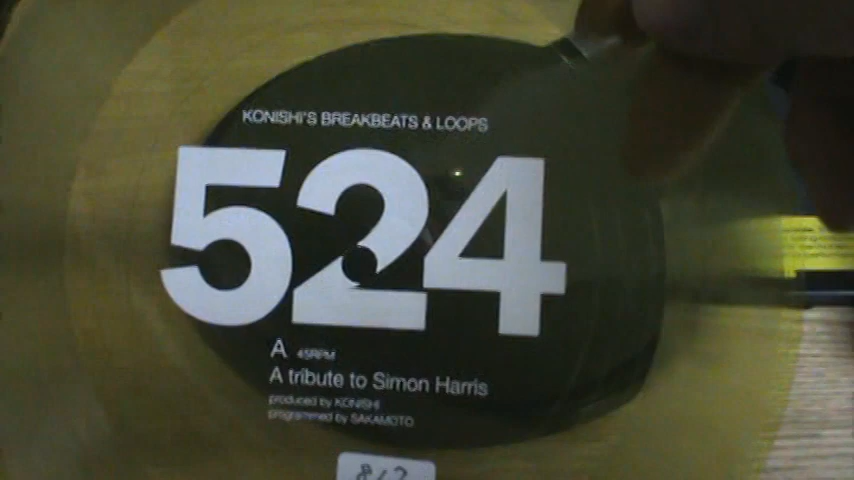 KONISHI'S BREAKBEATS & LOOPS
524
A 45RPM
A tribute to Simon Harris
produced by KONISHI
programmed by SAKAMOTO